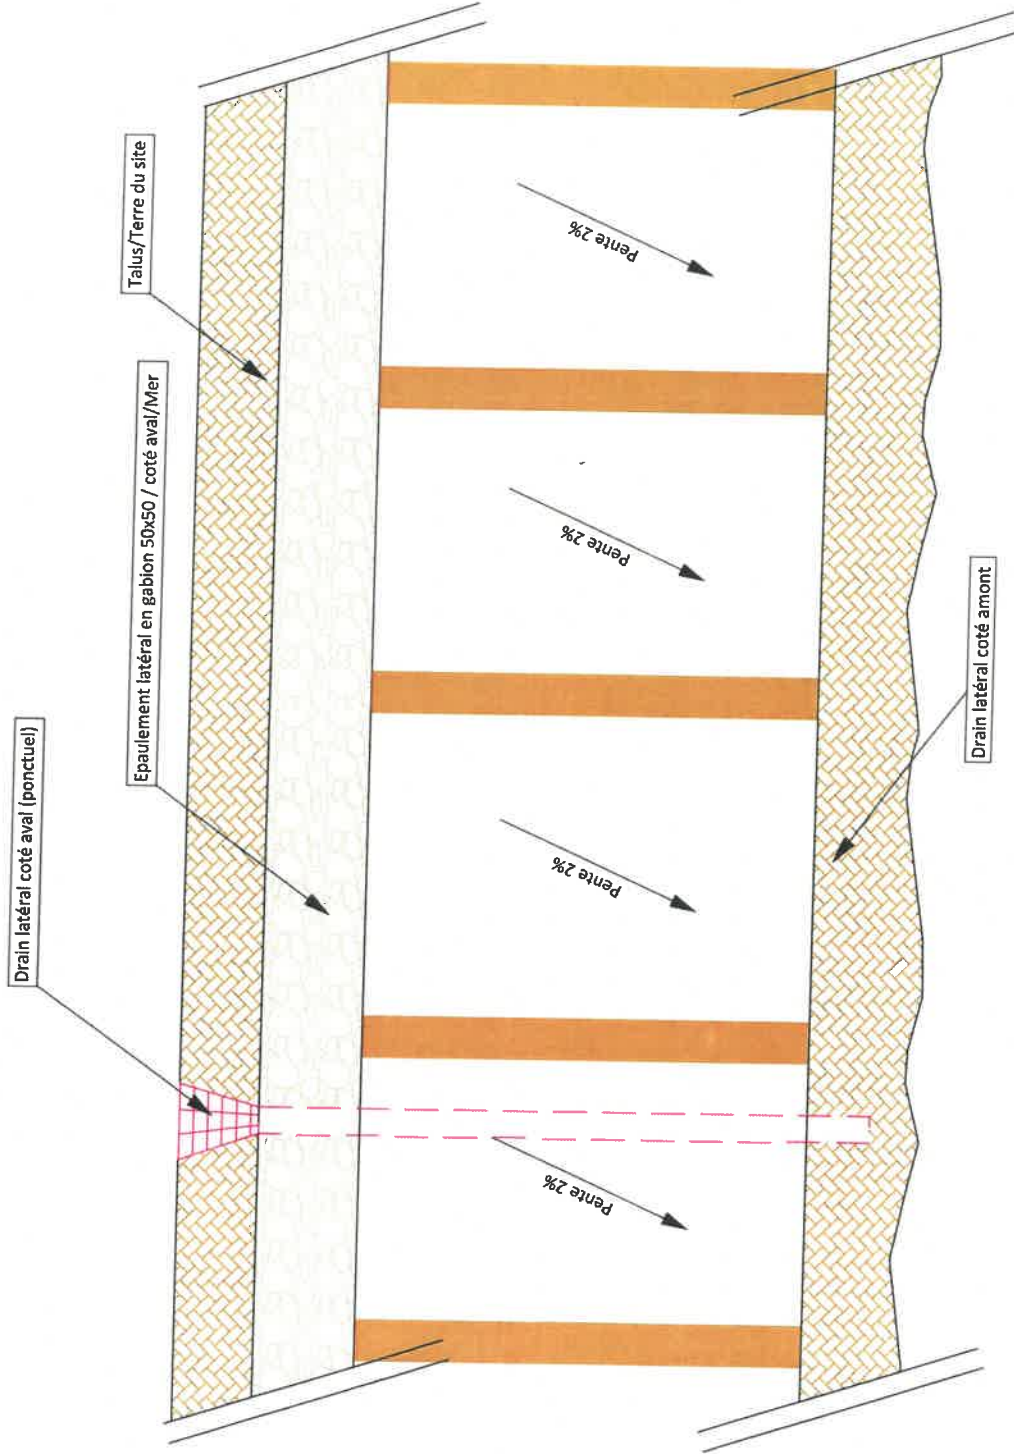 Drain latéral coté aval (ponctuel)
Epaulement latéral en gabion 50x50 / coté aval/Mer
Talus/Terre du site
Pente 2%
Pente 2%
Pente 2%
Pente 2%
Drain latéral coté amont